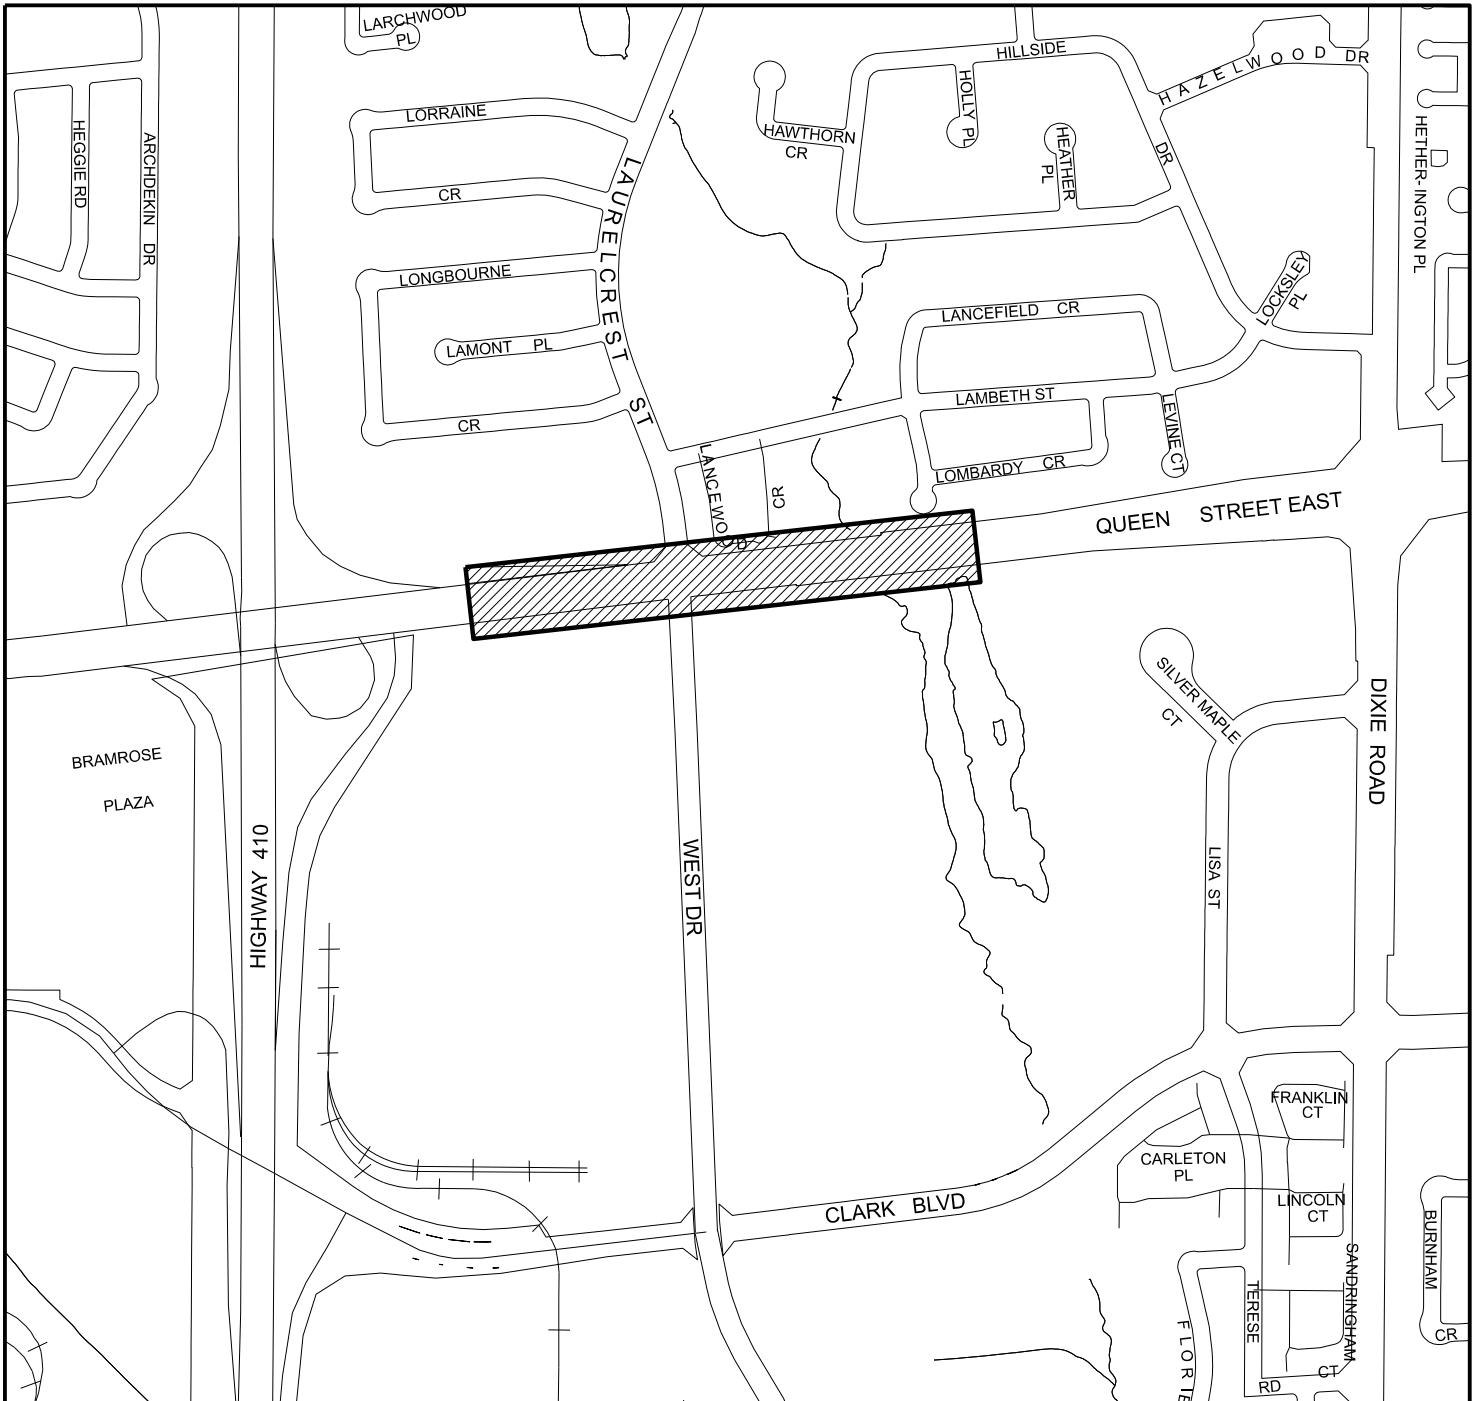 LARCHWOOD
PL
HILLSIDE
HAZELWOOD DR
LORRAINE
HOLLY PL
HAWTHORN
CR
HEATHER
PL
DR
HEGGIE RD
ARCHDEKIN DR
HETHER-INGTON PL
CR
LAURELCREST ST
LONGBOURNE
LOCKSLEY
PL
LANCEFIELD CR
LAMONT PL
LAMBETH ST
LEVINE CT
CR
LANCEWOOD
CR
LOMBARDY CR
QUEEN STREET EAST
SILVER MAPLE
CT
DIXIE ROAD
BRAMROSE
PLAZA
HIGHWAY 410
WEST DR
LISA ST
FRANKLIN
CT
CARLETON
PL
LINCOLN
CT
CLARK BLVD
BURNHAM
CR
SANDRINGHAM
CT
TERESE
RD
FLORIE